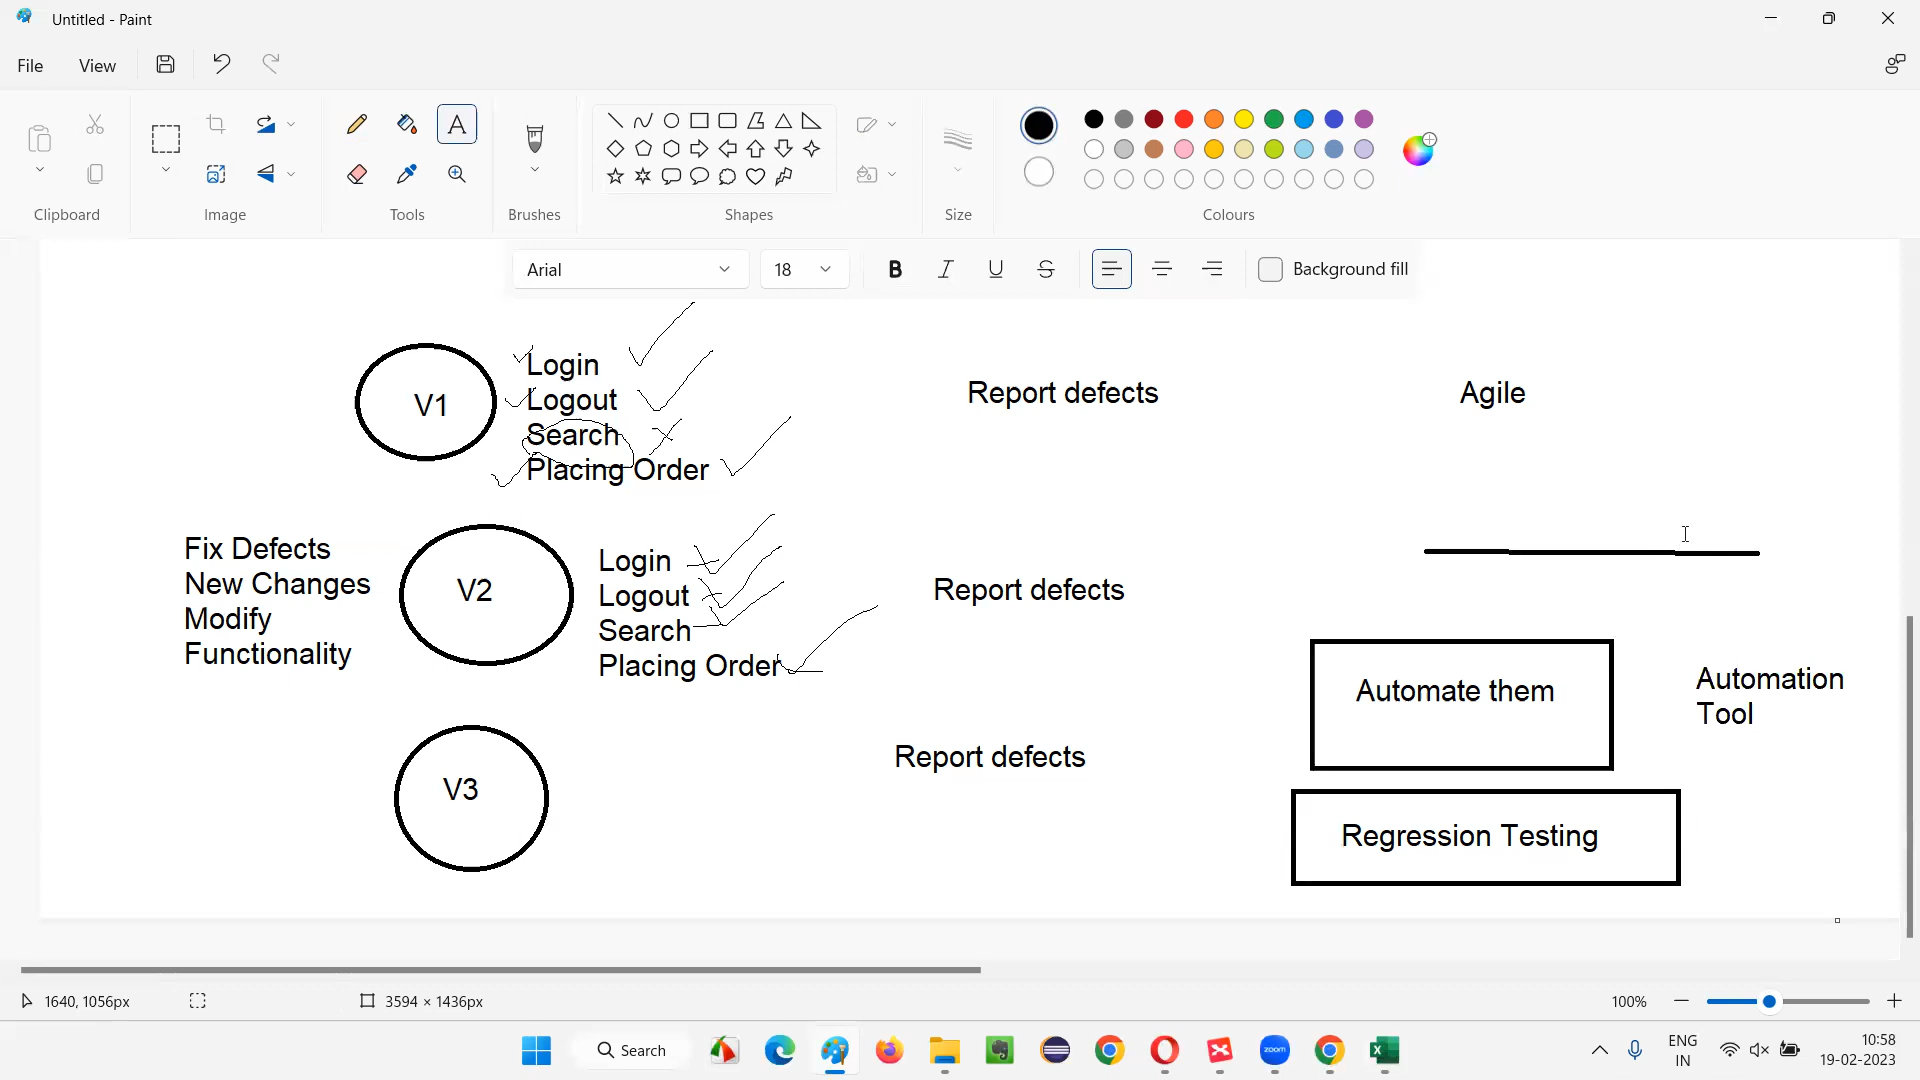 Untitled - Paint
File
View
Clipboard
Image
Tools
Brushes
Shapes
Size
Colours
Arial
18
B
I
U
S
Background fill
V1
Login
Logout
Search
Placing Order
Report defects
Agile
Fix Defects
New Changes
Modify
Functionality
V2
Login
Logout
Search
Placing Order
Report defects
Automate them
Automation
Tool
V3
Report defects
Regression Testing
1640, 1056px
3594 × 1436px
100%
Search
zoom
ENG
IN
10:58
19-02-2023